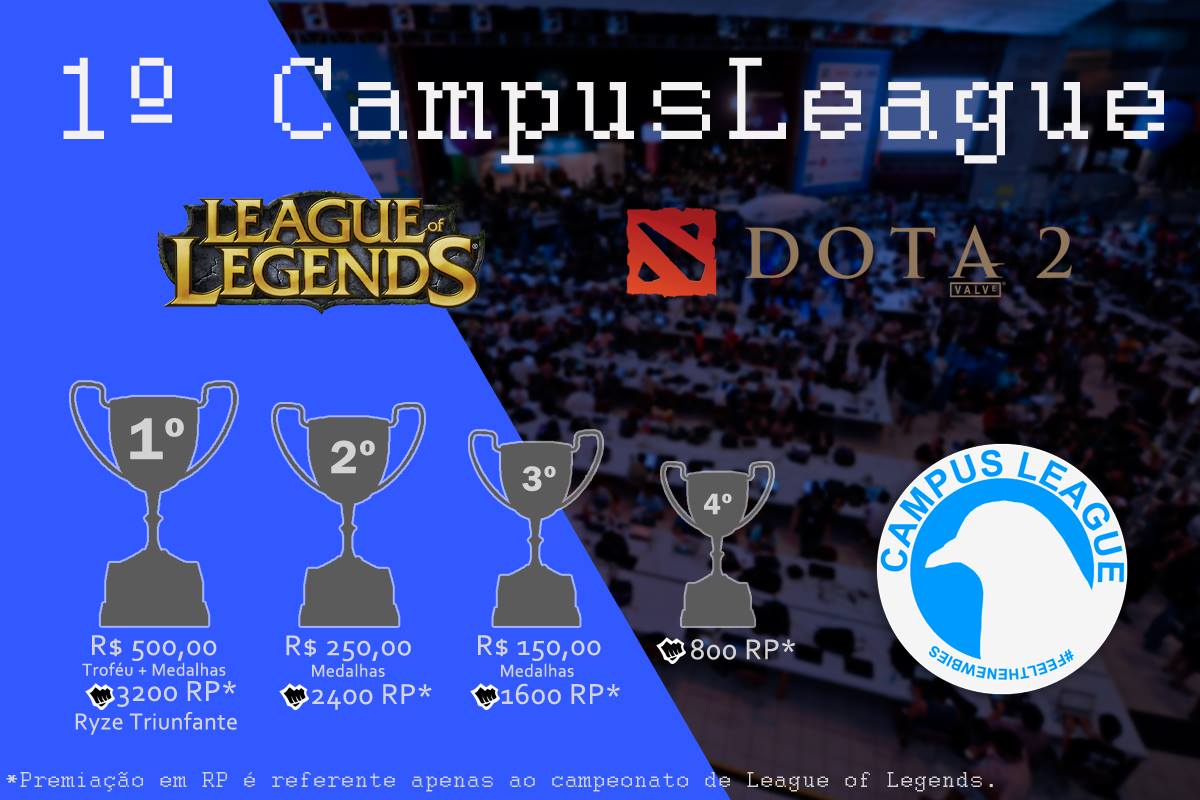 1º CampusLeague
LEAGUE of
LEGENDS
DOTA 2
VALVE
1º
2º
3º
4º
R$ 500,00
Troféu + Medalhas
3200 RP*
Ryze Triunfante
R$ 250,00
Medalhas
2400 RP*
R$ 150,00
Medalhas
1600 RP*
800 RP*
CAMPUS LEAGUE
#FEELTHENEWBIES
*Premiação em RP é referente apenas ao campeonato de League of Legends.